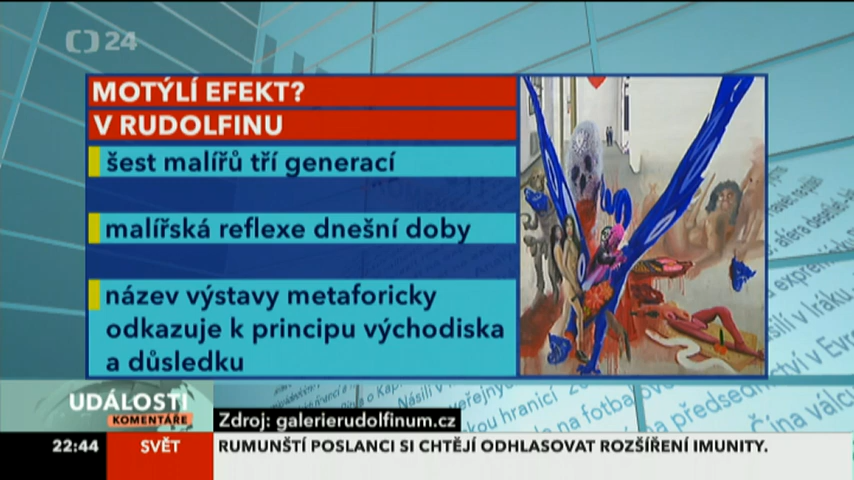 ČT 24
MOTÝLÍ EFEKT?
V RUDOLFINU
šest malířů tří generací
malířská reflexe dnešní doby
název výstavy metaforicky
odkazuje k principu východiska
a důsledku
UDÁLOSTI
KOMENTÁŘE
Zdroj: galerierudolfinum.cz
22:44
SVĚT
RUMUNŠTÍ POSLANCI SI CHTĚJÍ ODHLASOVAT ROZŠÍŘENÍ IMUNITY.